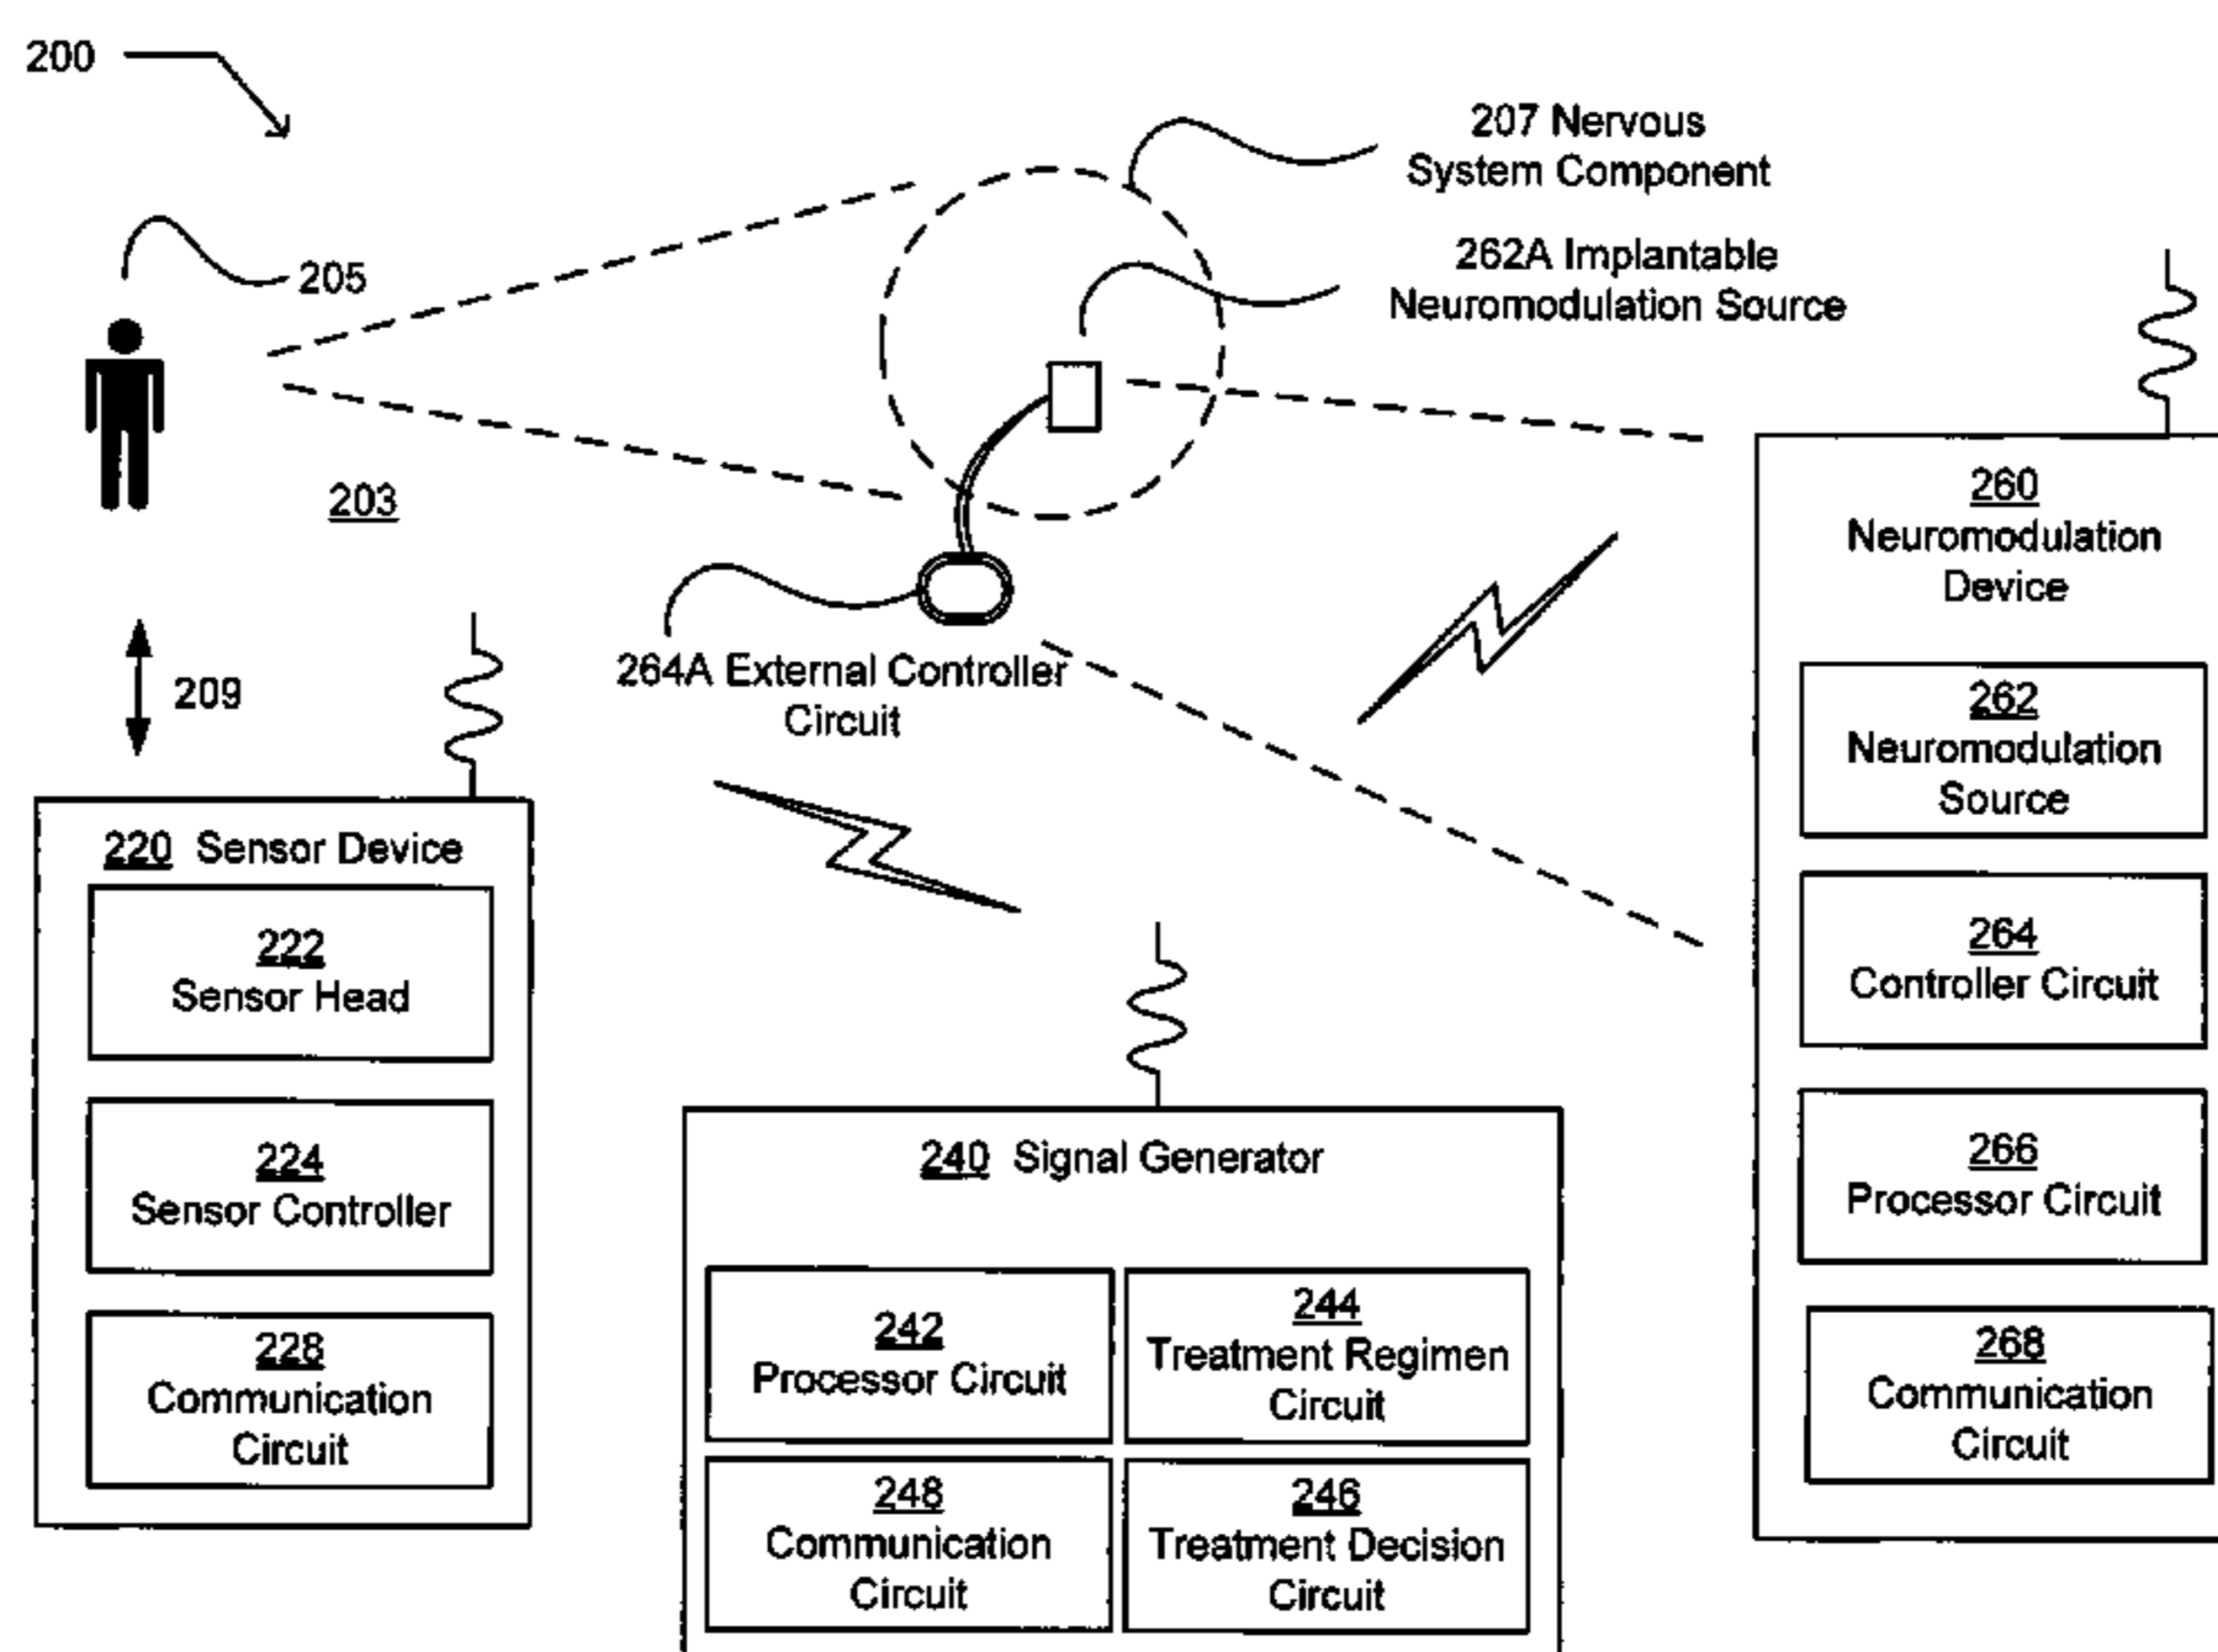 200
207 Nervous
System Component
262A Implantable
Neuromodulation Source
205
203
209
264A External Controller
Circuit
220 Sensor Device
222
Sensor Head
224
Sensor Controller
228
Communication
Circuit
240 Signal Generator
242
Processor Circuit
244
Treatment Regimen
Circuit
248
Communication
Circuit
246
Treatment Decision
Circuit
260
Neuromodulation
Device
262
Neuromodulation
Source
264
Controller Circuit
266
Processor Circuit
268
Communication
Circuit